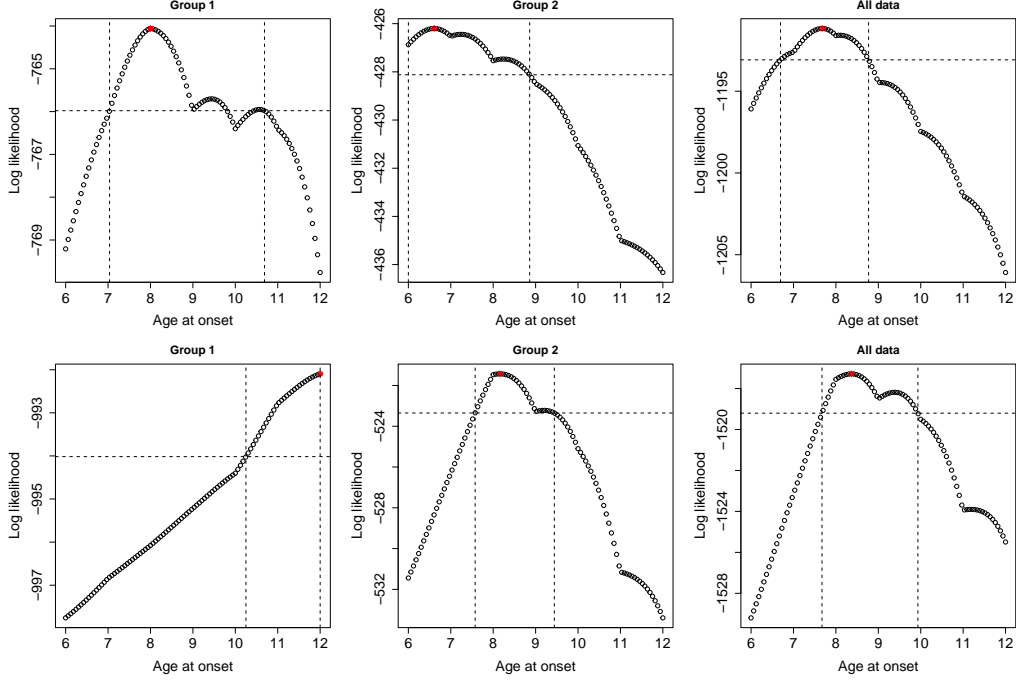 Group 1
Log likelihood
−765
−767
−769
6 7 8 9 10 11 12
Age at onset
Group 2
Log likelihood
−426
−428
−430
−432
−434
−436
6 7 8 9 10 11 12
Age at onset
All data
Log likelihood
−1195
−1200
−1205
6 7 8 9 10 11 12
Age at onset
Group 1
Log likelihood
−993
−995
−997
6 7 8 9 10 11 12
Age at onset
Group 2
Log likelihood
−524
−528
−532
6 7 8 9 10 11 12
Age at onset
All data
Log likelihood
−1520
−1524
−1528
6 7 8 9 10 11 12
Age at onset